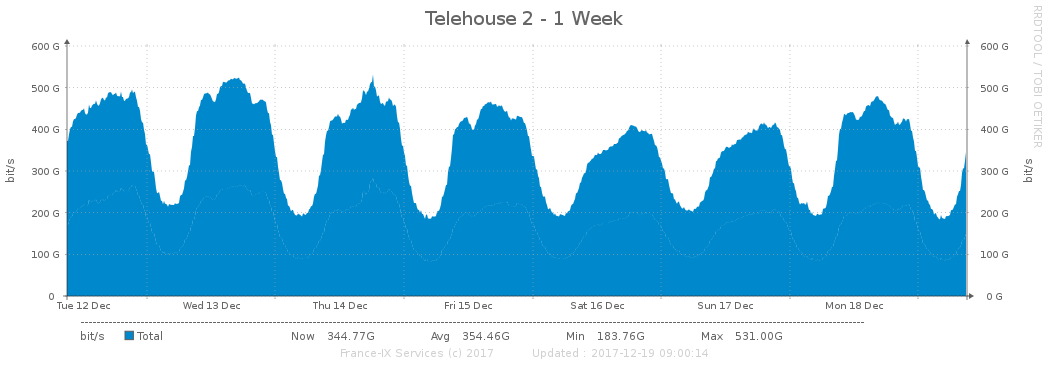 Telehouse 2 - 1 Week
RRDTOOL / TOBI OETIKER
600 G 600 G
500 G 500 G
400 G 400 G
300 G 300 G
200 G 200 G
100 G 100 G
0 0 G
bit/s
bit/s
Tue 12 Dec Wed 13 Dec Thu 14 Dec Fri 15 Dec Sat 16 Dec Sun 17 Dec Mon 18 Dec
bit/s Total Now 344.77G Avg 354.46G Min 183.76G Max 531.00G
France-IX Services (c) 2017 Updated : 2017-12-19 09:00:14